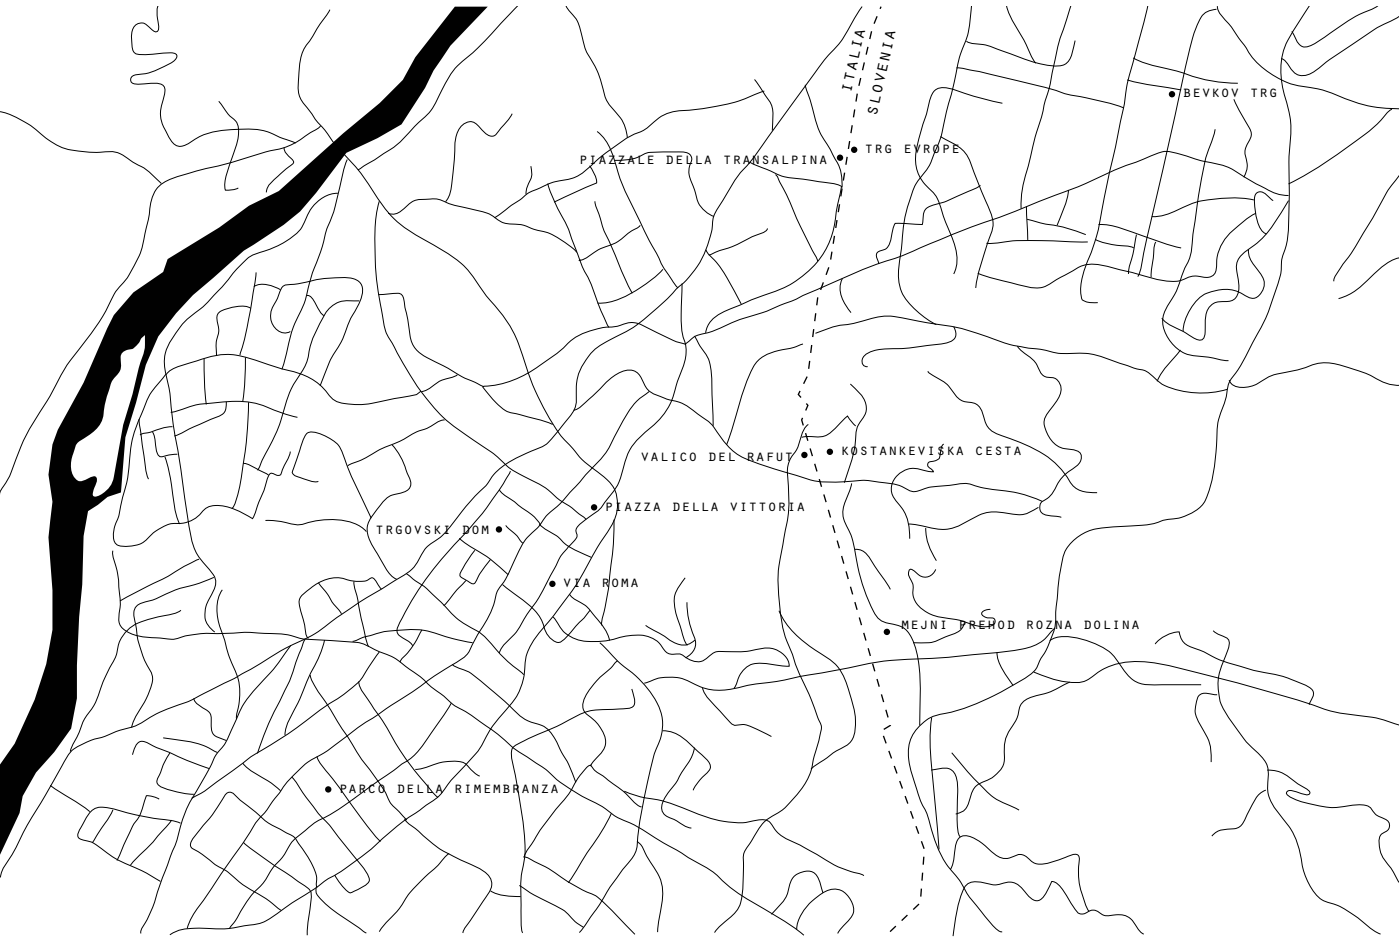 ITALIA
SLOVENIA
BEVKOV TRG
TRG EVROPE
PIAZZALE DELLA TRANSALPINA
KOSTANKEVIŠKA CESTA
VALICO DEL RAFUT
PIAZZA DELLA VITTORIA
TRGOVSKI DOM
VIA ROMA
MEJNI PREHOD ROZNA DOLINA
PARCO DELLA RIMEMBRANZA